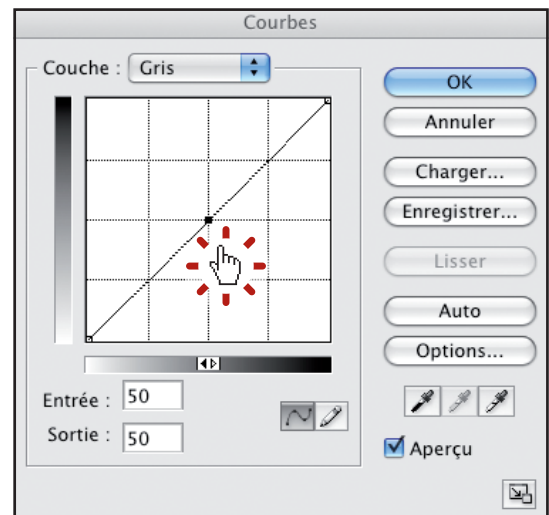 Courbes
Couche : Gris
OK
Annuler
Charger...
Enregistrer...
Lisser
Auto
Options...
Entrée : 50
Sortie : 50
Aperçu